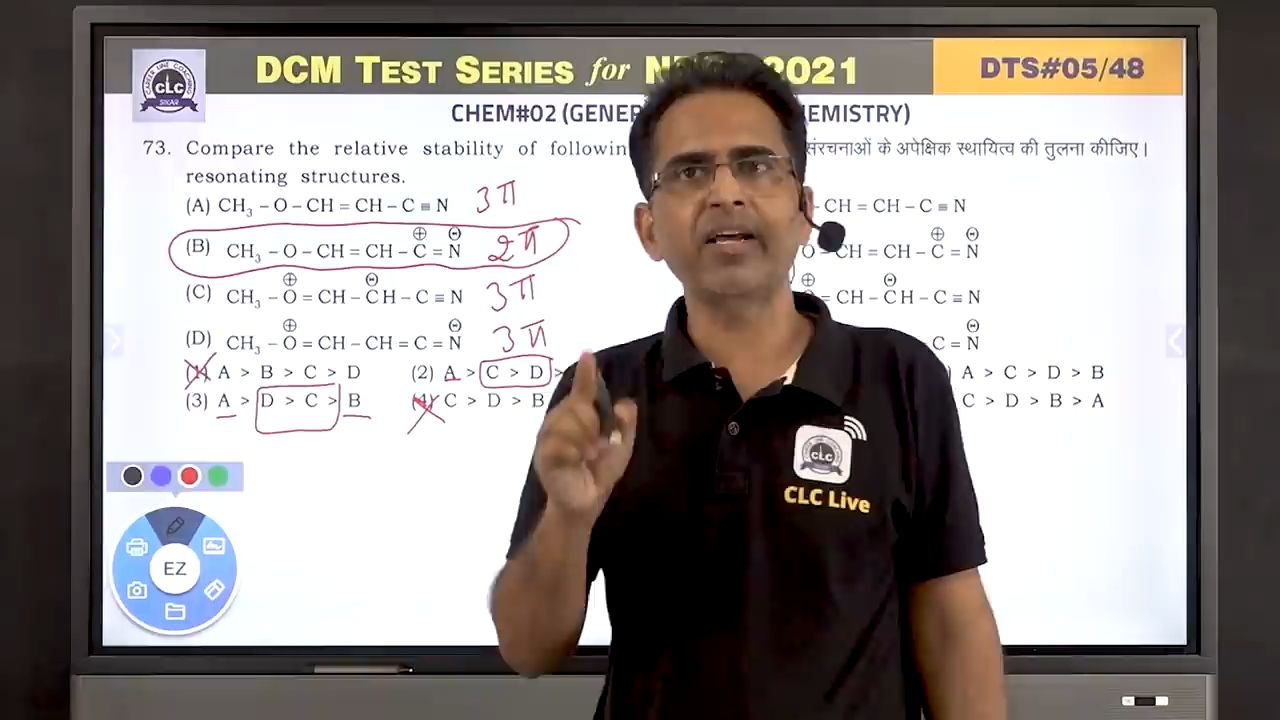 DCM TEST SERIES for 2021
DTS#05/48
CLC
SIKAR
CHEM#02 (GENER EMISTRY)
73. Compare the relative stability of followin
resonating structures.
संरचनाओं के अपेक्षिक स्थायित्व की तुलना कीजिए।
(A) CH₃ – O – CH = CH – C ≡ N 3π
– CH = CH – C ≡ N
⊕ ⊖
(B) CH₃ – O – CH = CH – C = N 2π
⊕ ⊖
O – CH = CH – C = N
⊕ ⊖
(C) CH₃ – O = CH – CH – C ≡ N 3π
⊕ ⊖
= CH – CH – C ≡ N
⊕ ⊖
(D) CH₃ – O = CH – CH = C = N 3π
⊖
C = N
(1) A > B > C > D
(2) A > C > D >
A > C > D > B
(3) A > D > C > B
(4) C > D > B
C > D > B > A
EZ
CLC
CLC Live